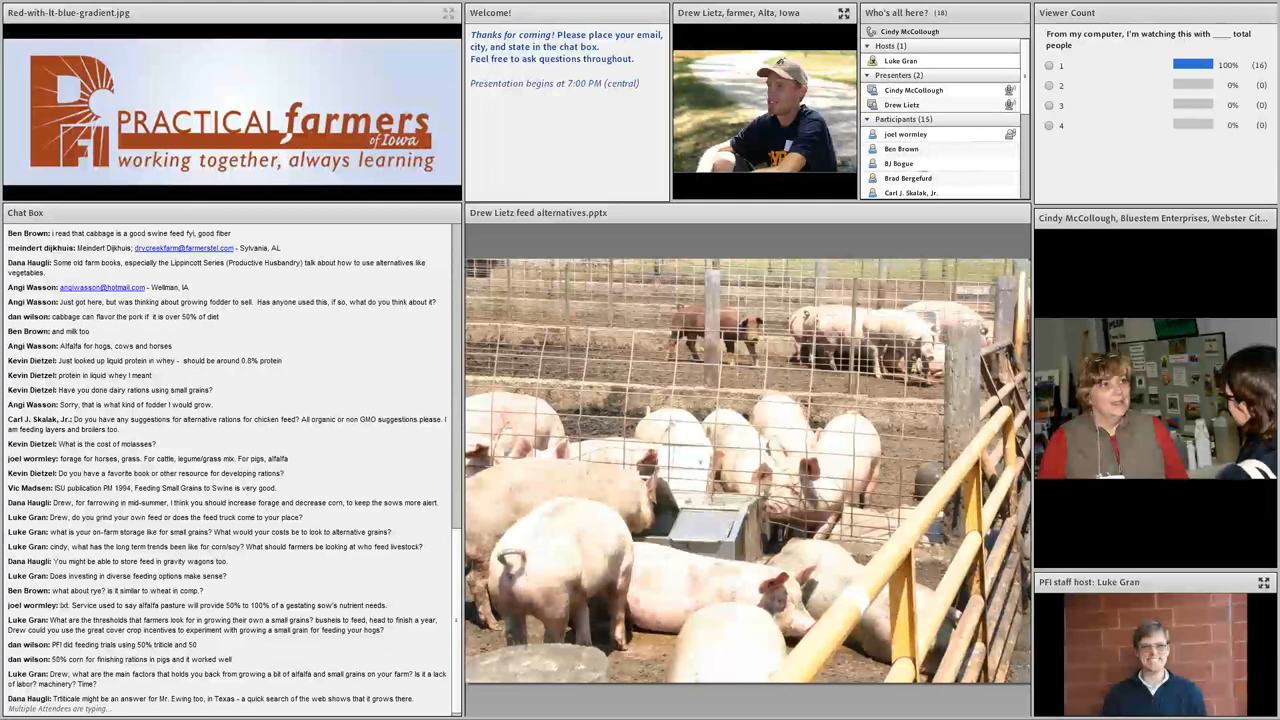 Red-with-lt-blue-gradient.jpg
PRACTICAL farmers
of Iowa
PFI
working together, always learning
Welcome!
Thanks for coming! Please place your email,
city, and state in the chat box.
Feel free to ask questions throughout.
Presentation begins at 7:00 PM (central)
Drew Lietz, farmer, Alta, Iowa
Who's all here? (18)
Cindy McCollough
Hosts (1)
Luke Gran
Presenters (2)
Cindy McCollough
Drew Lietz
Participants (15)
joel wormley
Ben Brown
BJ Bogue
Brad Bergefurd
Carl J. Skalak, Jr.
Viewer Count
From my computer, I'm watching this with ____ total
people
1 100% (16)
2 0% (0)
3 0% (0)
4 0% (0)
Chat Box
Ben Brown: i read that cabbage is a good swine feed fyi, good fiber
meindert dijkhuis: Meindert Dijkhuis; drycreekfarm@farmerstel.com - Sylvania, AL
Dana Haugli: Some old farm books, especially the Lippincott Series (Productive Husbandry) talk about how to use alternatives like
vegetables.
Angi Wasson: angiwasson@hotmail.com - Wellman, IA
Angi Wasson: Just got here, but was thinking about growing fodder to sell. Has anyone used this, if so, what do you think about it?
dan wilson: cabbage can flavor the pork if it is over 50% of diet
Ben Brown: and milk too
Angi Wasson: Alfalfa for hogs, cows and horses
Kevin Dietzel: Just looked up liquid protein in whey - should be around 0.8% protein
Kevin Dietzel: protein in liquid whey I meant
Kevin Dietzel: Have you done dairy rations using small grains?
Angi Wasson: Sorry, that is what kind of fodder I would grow.
Carl J. Skalak, Jr.: Do you have any suggestions for alternative rations for chicken feed? All organic or non GMO suggestions please. I
am feeding layers and broilers too.
Kevin Dietzel: What is the cost of molasses?
joel wormley: forage for horses, grass. For cattle, legume/grass mix. For pigs, alfalfa
Kevin Dietzel: Do you have a favorite book or other resource for developing rations?
Vic Madsen: ISU publication PM 1994, Feeding Small Grains to Swine is very good.
Dana Haugli: Drew, for farrowing in mid-summer, I think you should increase forage and decrease corn, to keep the sows more alert.
Luke Gran: Drew, do you grind your own feed or does the feed truck come to your place?
Luke Gran: what is your on-farm storage like for small grains? What would your costs be to look to alternative grains?
Luke Gran: cindy, what has the long term trends been like for corn/soy? What should farmers be looking at who feed livestock?
Dana Haugli: You might be able to store feed in gravity wagons too.
Luke Gran: Does investing in diverse feeding options make sense?
Ben Brown: what about rye? is it similar to wheat in comp.?
joel wormley: Ixt. Service used to say alfalfa pasture will provide 50% to 100% of a gestating sow's nutrient needs.
Luke Gran: What are the thresholds that farmers look for in growing their own a small grains? bushels to feed, head to finish a year,
Drew could you use the great cover crop incentives to experiment with growing a small grain for feeding your hogs?
dan wilson: PFI did feeding trials using 50% triticle and 50
dan wilson: 50% corn for finishing rations in pigs and it worked well
Luke Gran: Drew, what are the main factors that holds you back from growing a bit of alfalfa and small grains on your farm? Is it a lack
of labor? machinery? Time?
Dana Haugli: Trtiticale might be an answer for Mr. Ewing too, in Texas - a quick search of the web shows that it grows there.
Multiple Attendees are typing...
Drew Lietz feed alternatives.pptx
Cindy McCollough, Bluestem Enterprises, Webster Cit...
PFI staff host: Luke Gran